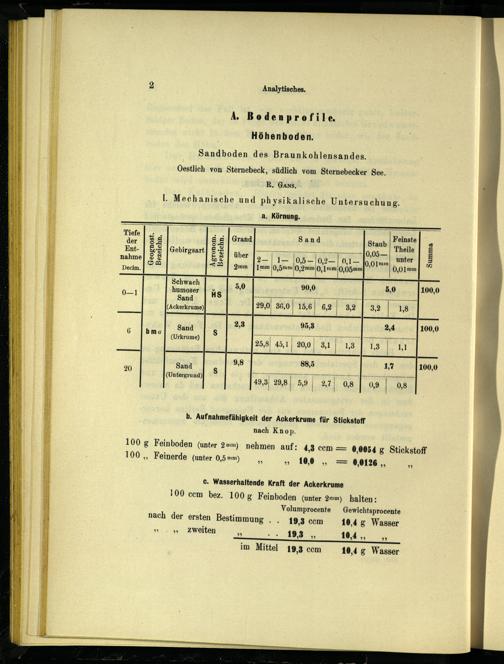 2
Analytisches.
A. Bodenprofile.
Höhenboden.
Sandboden des Braunkohlensandes.
Oestlich von Sternebeck, südlich vom Sternebecker See.
R. Gans.
I. Mechanische und physikalische Untersuchung.
a. Körnung.
Tiefe der Ent- nahme Decim. | Geognost. Bezeichn. | Gebirgsart | Agronom. Bezeichn. | Grand über 2mm | Sand | Staub 0,05— 0,01mm | Feinste Theile unter 0,01mm | Summa
2— 1mm | 1— 0,5mm | 0,5— 0,2mm | 0,2— 0,1mm | 0,1— 0,05mm
0—1 | Schwach humoser Sand (Ackerkrume) | HS | 5,0 | 90,0 | 5,0 | 100,0
29,0 | 36,0 | 15,6 | 6,2 | 3,2 | 3,2 | 1,8
6 | bmσ | Sand (Urkrume) | S | 2,3 | 95,3 | 2,4 | 100,0
25,8 | 45,1 | 20,0 | 3,1 | 1,3 | 1,3 | 1,1
20 | Sand (Untergrund) | S | 9,8 | 88,5 | 1,7 | 100,0
49,3 | 29,8 | 5,9 | 2,7 | 0,8 | 0,9 | 0,8
b. Aufnahmefähigkeit der Ackerkrume für Stickstoff
nach Knop.
100 g Feinboden (unter 2mm) nehmen auf: 4,3 ccm = 0,0054 g Stickstoff
100 „ Feinerde (unter 0,5mm) „ „ 10,0 „ = 0,0126 „ „
c. Wasserhaltende Kraft der Ackerkrume
100 ccm bez. 100 g Feinboden (unter 2mm) halten:
Volumprocente Gewichtsprocente
nach der ersten Bestimmung . . 19,3 ccm 10,4 g Wasser
„ „ zweiten „ . . 19,3 „ 10,4 „ „
im Mittel 19,3 ccm 10,4 g Wasser